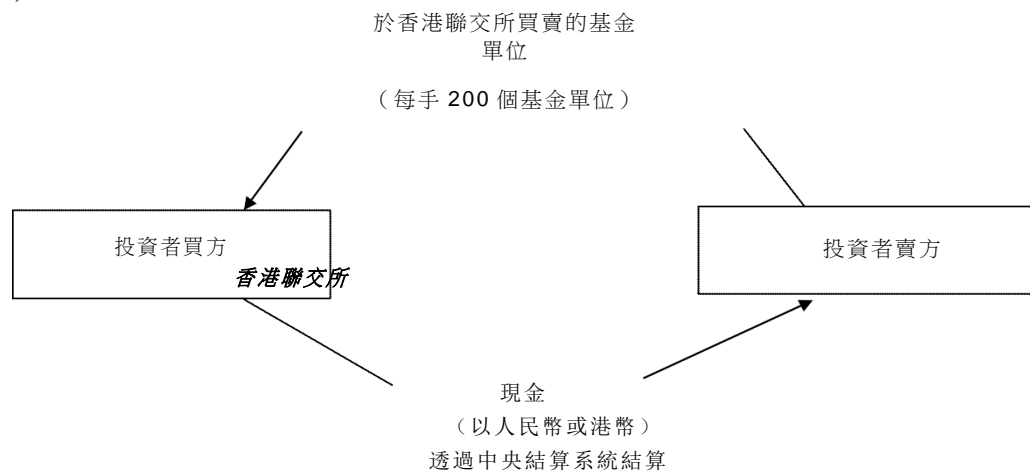 於香港聯交所買賣的基金
單位
（每手 200 個基金單位）
投資者買方
投資者賣方
香港聯交所
現金
（以人民幣或港幣）
透過中央結算系統結算